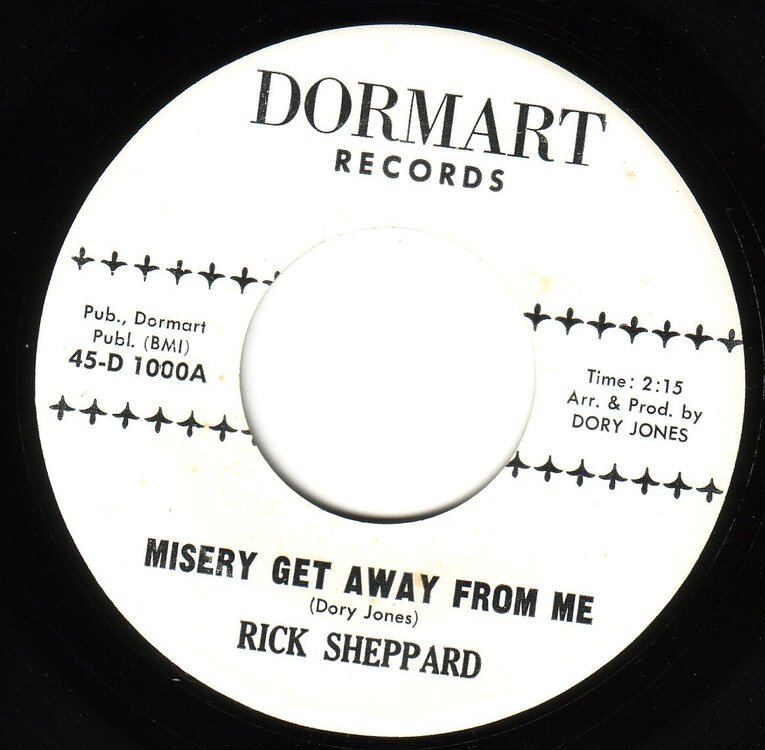 DORMART
RECORDS
Pub., Dormart
Publ. (BMI)
45-D 1000A
Time: 2:15
Arr. & Prod. by
DORY JONES
MISERY GET AWAY FROM ME
(Dory Jones)
RICK SHEPPARD